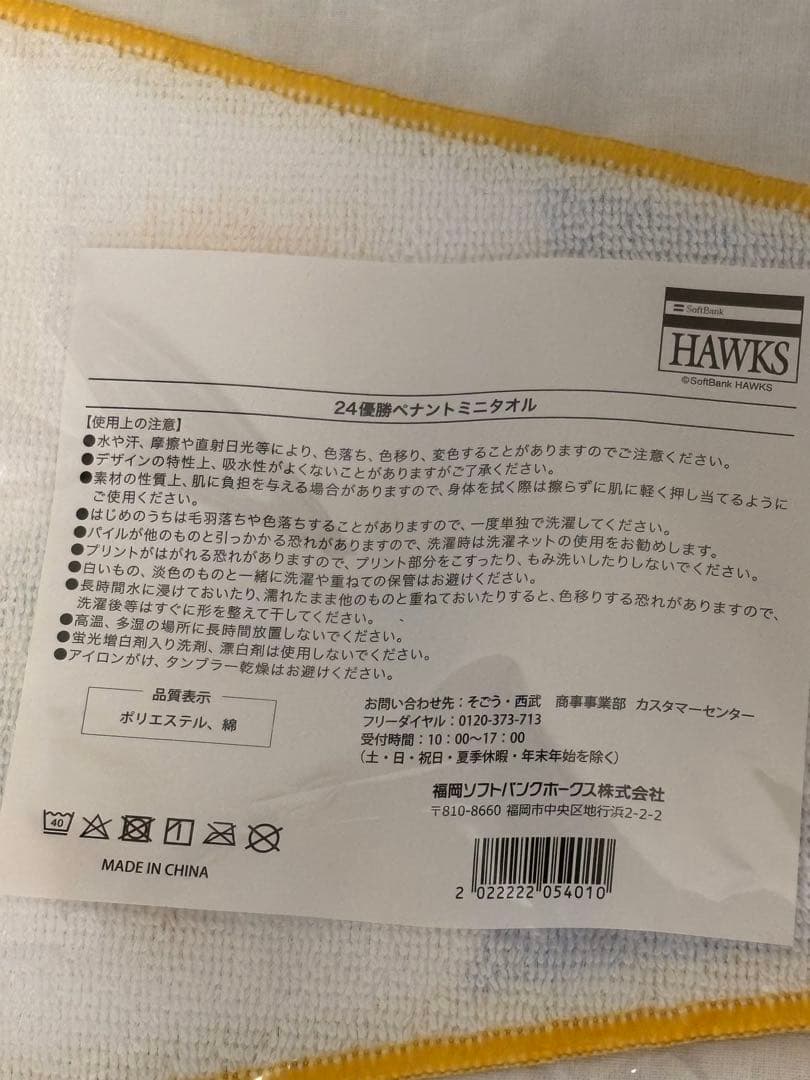 SoftBank
HAWKS
©SoftBank HAWKS
24優勝ペナントミニタオル
【使用上の注意】
●水や汗、摩擦や直射日光等により、色落ち、色移り、変色することがありますのでご注意ください。
●デザインの特性上、吸水性がよくないことがありますがご了承ください。
●素材の性質上、肌に負担を与える場合がありますので、身体を拭く際は擦らずに肌に軽く押し当てるように
ご使用ください。
●はじめのうちは毛羽落ちや色落ちすることがありますので、一度単独で洗濯してください。
●パイルが他のものと引っかかる恐れがありますので、洗濯時は洗濯ネットの使用をお勧めします。
●プリントがはがれる恐れがありますので、プリント部分をこすったり、もみ洗いしたりしないでください。
●白いもの、淡色のものと一緒に洗濯や重ねての保管はお避けください。
●長時間水に浸けておいたり、濡れたまま他のものと重ねておいたりすると、色移りする恐れがありますので、
洗濯後等はすぐに形を整えて干してください。
●高温、多湿の場所に長時間放置しないでください。
●蛍光増白剤入り洗剤、漂白剤は使用しないでください。
●アイロンがけ、タンブラー乾燥はお避けください。
品質表示
ポリエステル、綿
お問い合わせ先：そごう・西武 商事事業部 カスタマーセンター
フリーダイヤル：0120-373-713
受付時間：10：00～17：00
（土・日・祝日・夏季休暇・年末年始を除く）
福岡ソフトバンクホークス株式会社
〒810-8660 福岡市中央区地行浜2-2-2
40
MADE IN CHINA
2 022222 054010